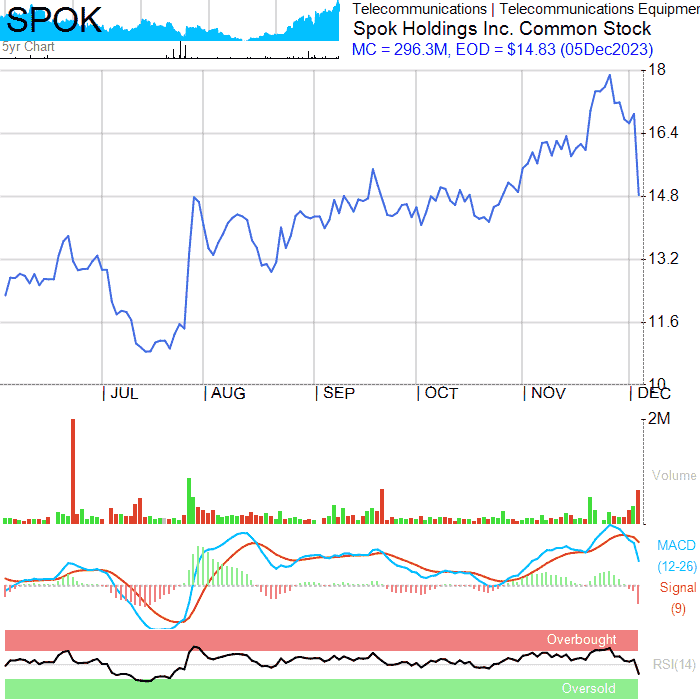 SPOK
5yr Chart
Telecommunications | Telecommunications Equipmen
Spok Holdings Inc. Common Stock
MC = 296.3M, EOD = $14.83 (05Dec2023)
18
16.4
14.8
13.2
11.6
10
| JUL | AUG | SEP | OCT | NOV | DEC
2M
Volume
MACD
(12-26)
Signal
(9)
Overbought
RSI(14)
Oversold